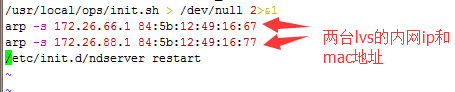 /usr/local/ops/init.sh > /dev/null 2>&1
arp -s 172.26.66.1 84:5b:12:49:16:67
arp -s 172.26.88.1 84:5b:12:49:16:77
/etc/init.d/ndserver restart
~
~
两台lvs的内网ip和
mac地址